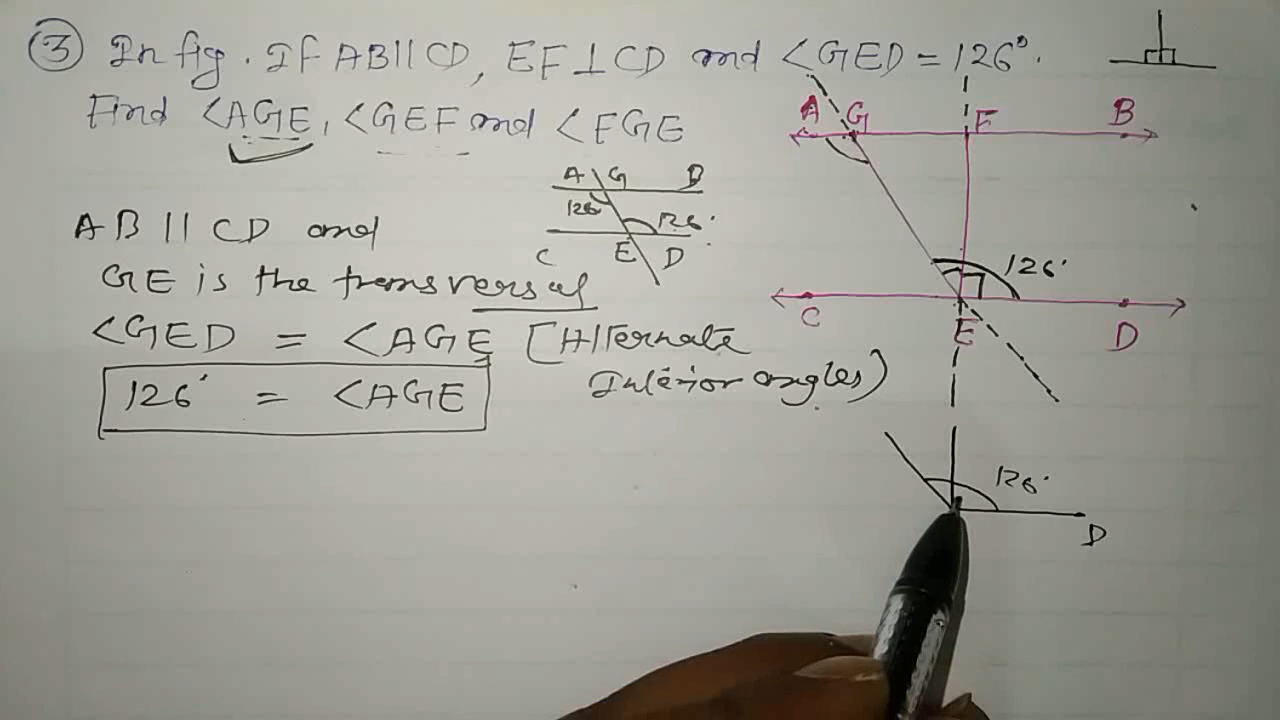 ③ In fig. If AB∥CD, EF⊥CD and ∠GED = 126°.
Find ∠AGE, ∠GEF and ∠FGE
A G F B
126°
C E D
A G B
126° 126°
C E D
AB ∥ CD and
GE is the transversal
∠GED = ∠AGE [Alternate
Interior angles)
126° = ∠AGE
126°
D